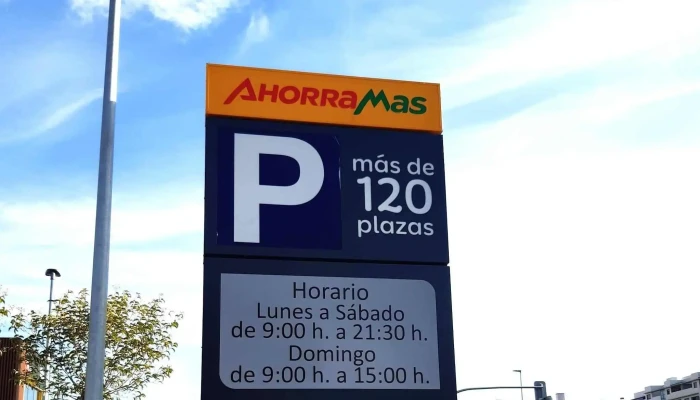 AHORRAMAS
P
más de
120
plazas
Horario
Lunes a Sábado
de 9:00 h. a 21:30 h.
Domingo
de 9:00 h. a 15:00 h.